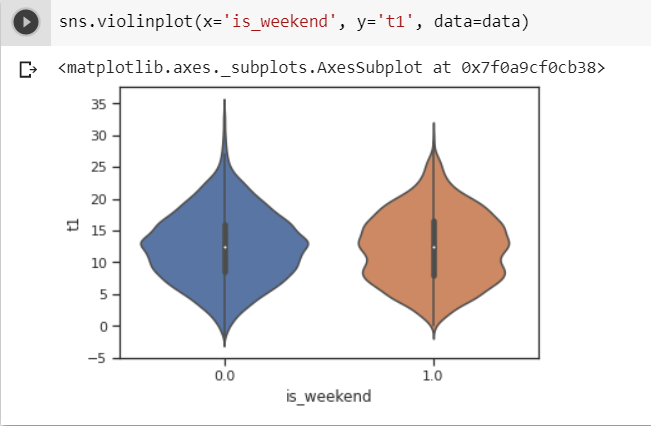 sns.violinplot(x='is_weekend', y='t1', data=data)
<matplotlib.axes._subplots.AxesSubplot at 0x7f0a9cf0cb38>
35
30
25
20
15
10
5
0
−5
t1
0.0 1.0
is_weekend